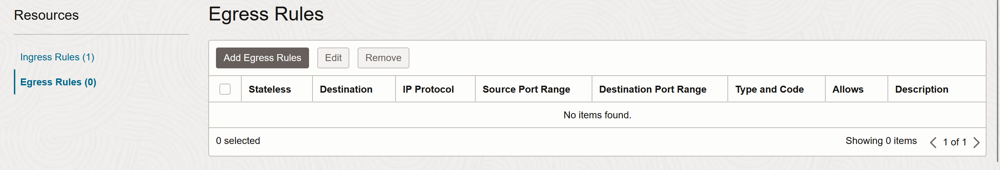 Resources
Ingress Rules (1)
Egress Rules (0)
Egress Rules
Add Egress Rules Edit Remove
Stateless Destination IP Protocol Source Port Range Destination Port Range Type and Code Allows Description
No items found.
0 selected Showing 0 items 1 of 1